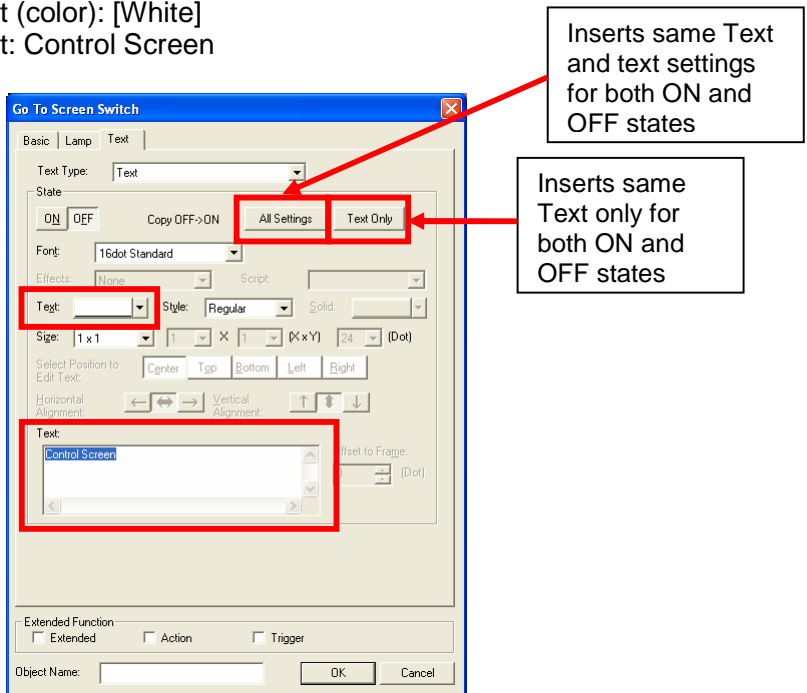 t (color): [White]
t: Control Screen
Inserts same Text
and text settings
for both ON and
OFF states
Inserts same
Text only for
both ON and
OFF states
Go To Screen Switch
Basic Lamp Text
Text Type: Text
State
ON OFF Copy OFF->ON All Settings Text Only
Font: 16dot Standard
Effects: None Script:
Text: Style: Regular Solid:
Size: 1 x 1 1 X 1 (X x Y) 24 (Dot)
Select Position to
Edit Text: Center Top Bottom Left Right
Horizontal
Alignment: Vertical
Alignment:
Text:
Control Screen
ffset to Frame:
(Dot)
Extended Function
Extended Action Trigger
Object Name: OK Cancel